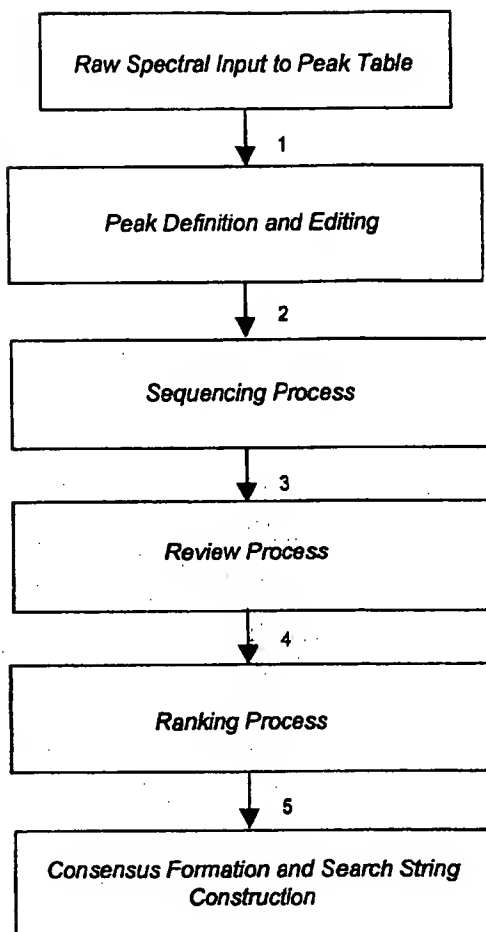 Raw Spectral Input to Peak Table
1
Peak Definition and Editing
2
Sequencing Process
3
Review Process
4
Ranking Process
5
Consensus Formation and Search String
Construction